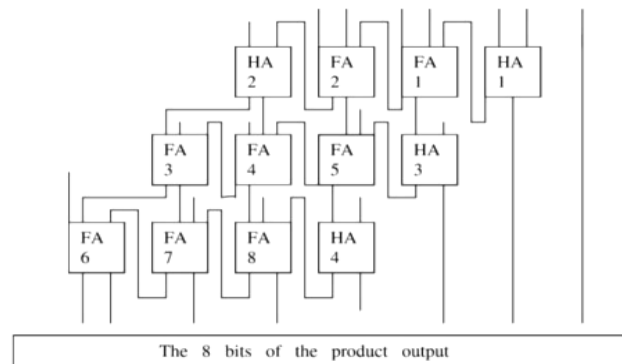 HA 2
FA 2
FA 1
HA 1
FA 3
FA 4
FA 5
HA 3
FA 6
FA 7
FA 8
HA 4
The 8 bits of the product output